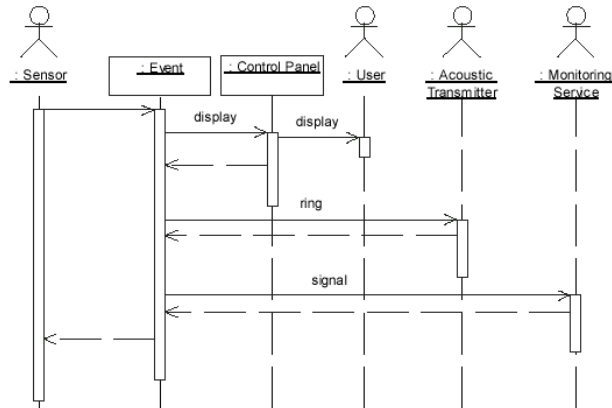 : Sensor
: Event
: Control Panel
: User
: Acoustic
Transmitter
: Monitoring
Service
display
display
ring
signal